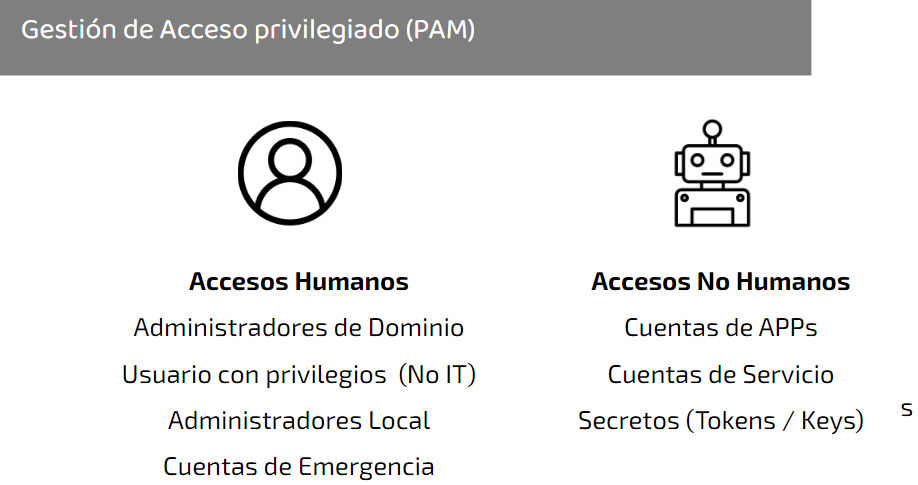 Gestión de Acceso privilegiado (PAM)
Accesos Humanos
Administradores de Dominio
Usuario con privilegios (No IT)
Administradores Local
Cuentas de Emergencia
Accesos No Humanos
Cuentas de APPs
Cuentas de Servicio
Secretos (Tokens / Keys)
s